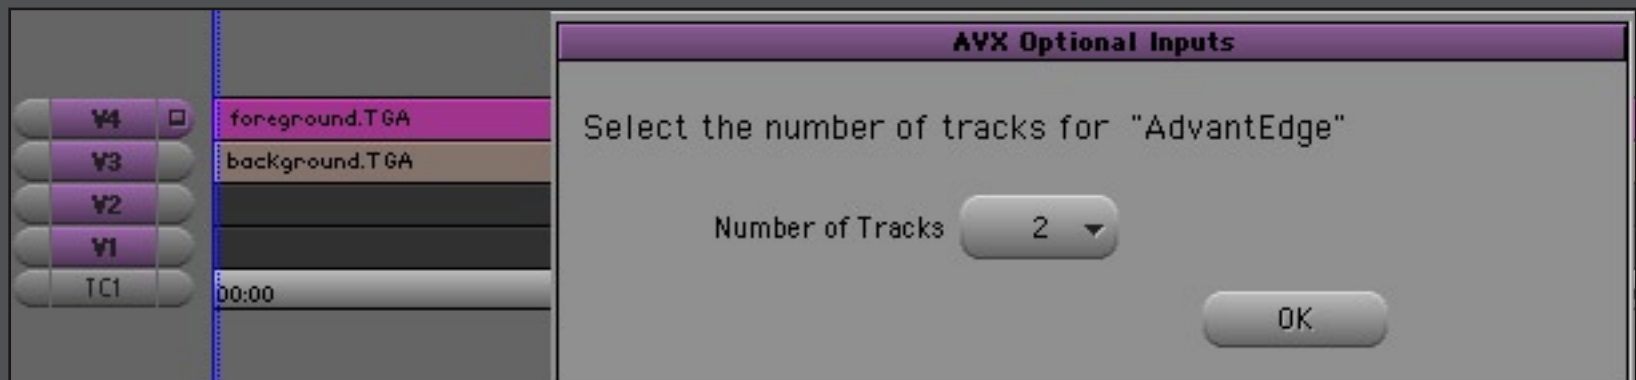 AVX Optional Inputs
V4 foreground.TGA
V3 background.TGA
V2
V1
TC1 00:00
Select the number of tracks for "AdvantEdge"
Number of Tracks 2
OK